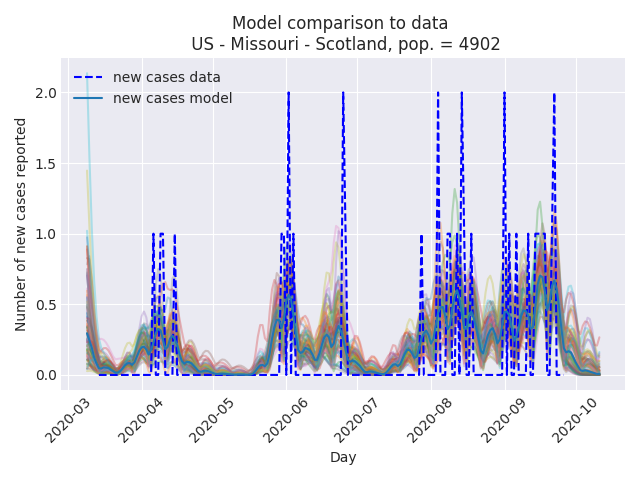 Model comparison to data
US - Missouri - Scotland, pop. = 4902
new cases data
new cases model
Number of new cases reported
2.0
1.5
1.0
0.5
0.0
2020-03
2020-04
2020-05
2020-06
2020-07
2020-08
2020-09
2020-10
Day